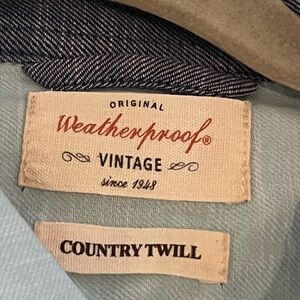 ORIGINAL
Weatherproof®
VINTAGE
since 1948
COUNTRY TWILL